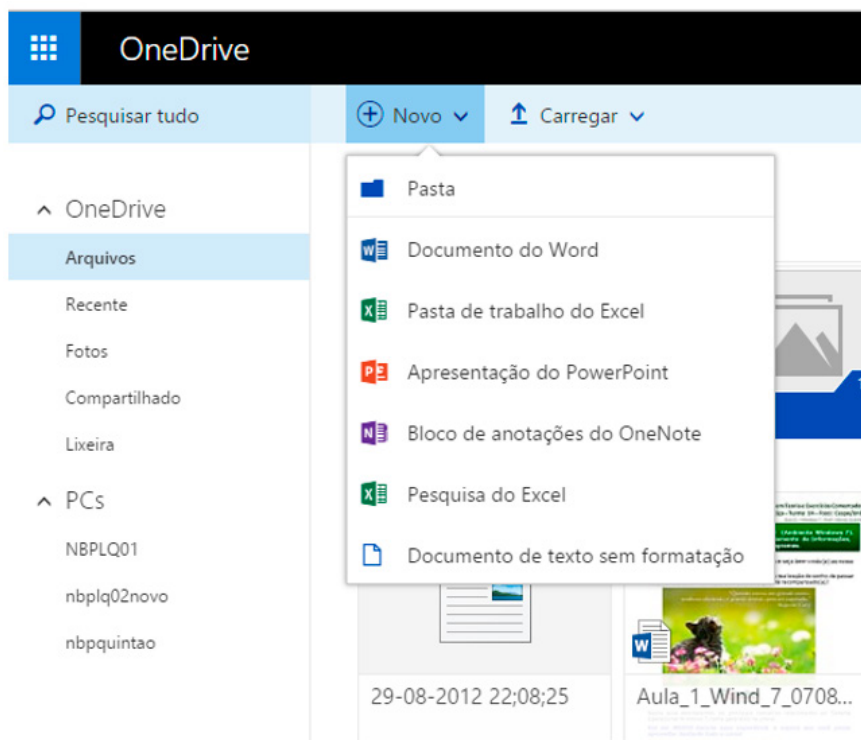 OneDrive
Pesquisar tudo
Novo
Carregar
OneDrive
Arquivos
Recente
Fotos
Compartilhado
Lixeira
PCs
NBPLQ01
nbplq02novo
nbpquintao
Pasta
Documento do Word
Pasta de trabalho do Excel
Apresentação do PowerPoint
Bloco de anotações do OneNote
Pesquisa do Excel
Documento de texto sem formatação
29-08-2012 22;08;25
Aula_1_Wind_7_0708...